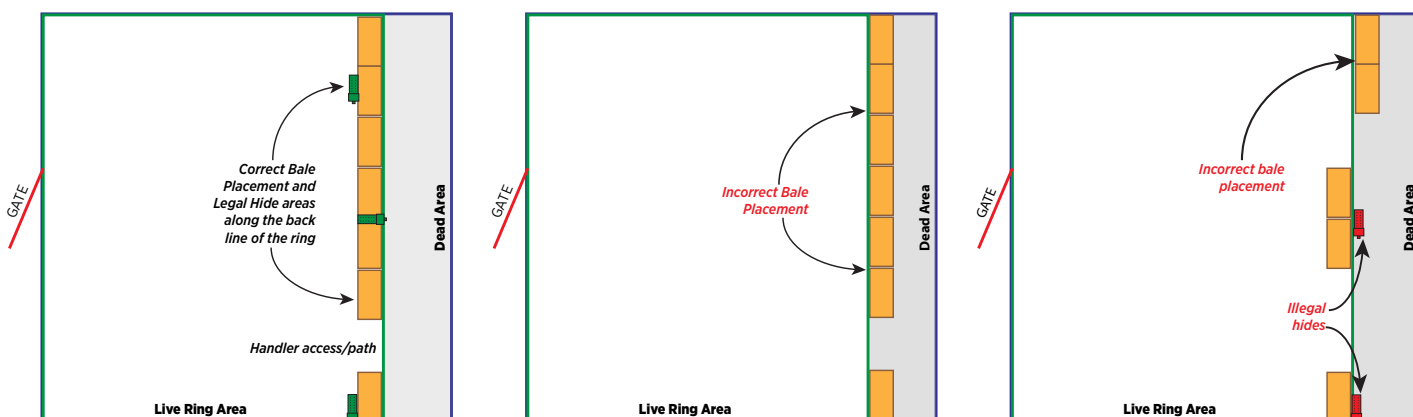 GATE
Correct Bale
Placement and
Legal Hide areas
along the back
line of the ring
Handler access/path
Live Ring Area
Dead Area
GATE
Incorrect Bale
Placement
Live Ring Area
Dead Area
GATE
Incorrect bale
placement
Illegal
hides
Live Ring Area
Dead Area